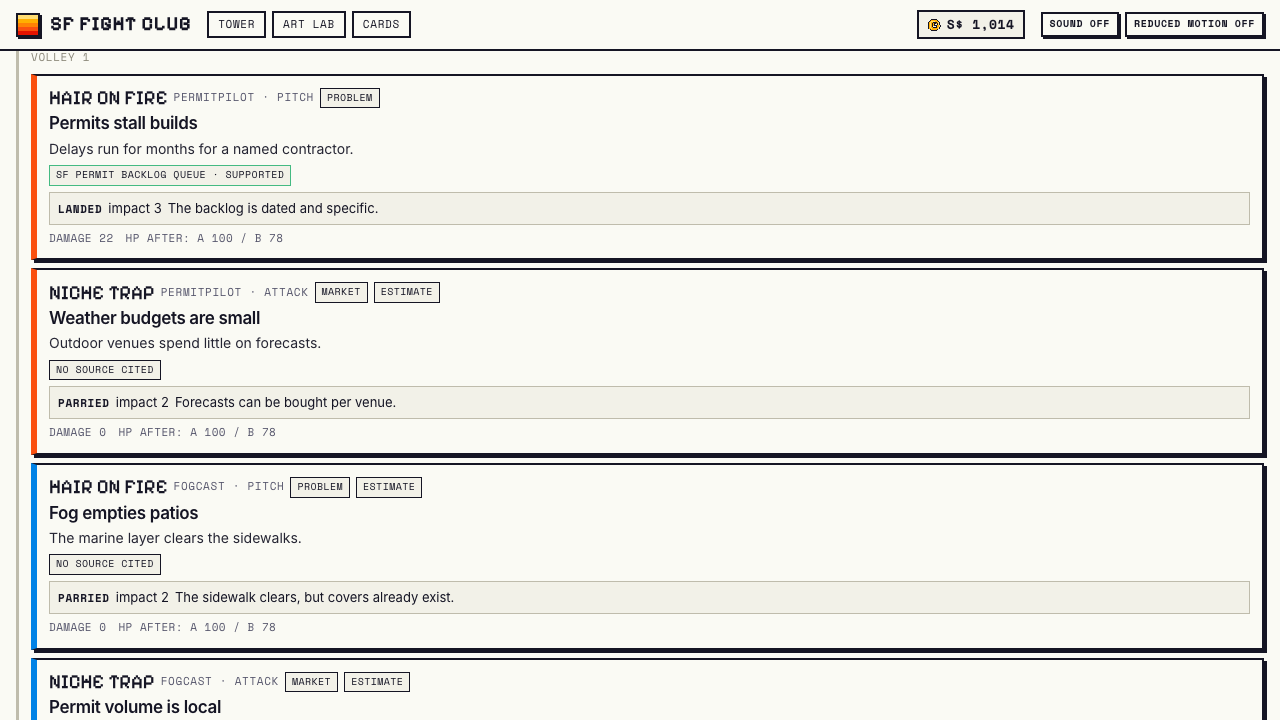 SF FIGHT CLUB TOWER ART LAB CARDS S$ 1,014 SOUND OFF REDUCED MOTION OFF
VOLLEY 1
HAIR ON FIRE PERMITPILOT · PITCH PROBLEM
Permits stall builds
Delays run for months for a named contractor.
SF PERMIT BACKLOG QUEUE · SUPPORTED
LANDED impact 3 The backlog is dated and specific.
DAMAGE 22 HP AFTER: A 100 / B 78
NICHE TRAP PERMITPILOT · ATTACK MARKET ESTIMATE
Weather budgets are small
Outdoor venues spend little on forecasts.
NO SOURCE CITED
PARRIED impact 2 Forecasts can be bought per venue.
DAMAGE 0 HP AFTER: A 100 / B 78
HAIR ON FIRE FOGCAST · PITCH PROBLEM ESTIMATE
Fog empties patios
The marine layer clears the sidewalks.
NO SOURCE CITED
PARRIED impact 2 The sidewalk clears, but covers already exist.
DAMAGE 0 HP AFTER: A 100 / B 78
NICHE TRAP FOGCAST · ATTACK MARKET ESTIMATE
Permit volume is local